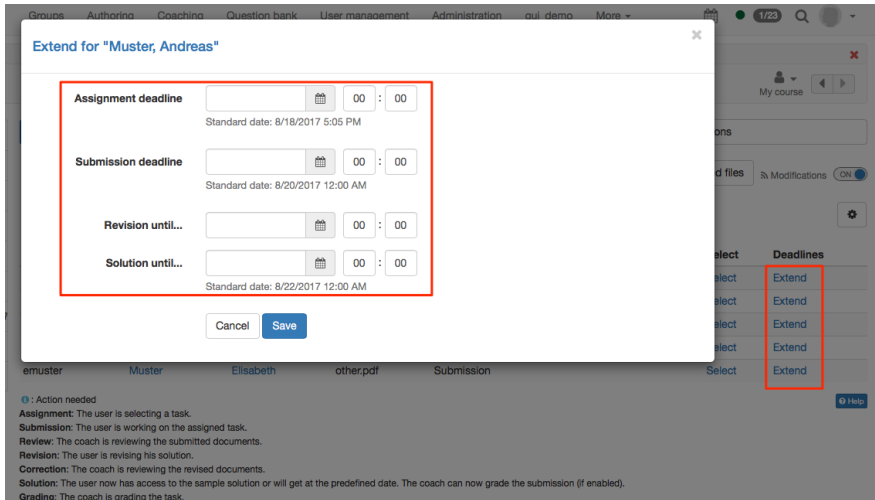 Groups Authoring Coaching Question bank User management Administration gui demo More
1/23
Extend for "Muster, Andreas"
My course
Assignment deadline 00 : 00
Standard date: 8/18/2017 5:05 PM
ons
Submission deadline 00 : 00
d files Modifications ON
Standard date: 8/20/2017 12:00 AM
Revision until... 00 : 00
Solution until... 00 : 00
elect Deadlines
Standard date: 8/22/2017 12:00 AM
elect Extend
elect Extend
elect Extend
elect Extend
Cancel Save
emuster Muster Elisabeth other.pdf Submission Select Extend
: Action needed
Help
Assignment: The user is selecting a task.
Submission: The user is working on the assigned task.
Review: The coach is reviewing the submitted documents.
Revision: The user is revising his solution.
Correction: The coach is reviewing the revised documents.
Solution: The user now has access to the sample solution or will get at the predefined date. The coach can now grade the submission (if enabled).
Grading: The coach is grading the task.